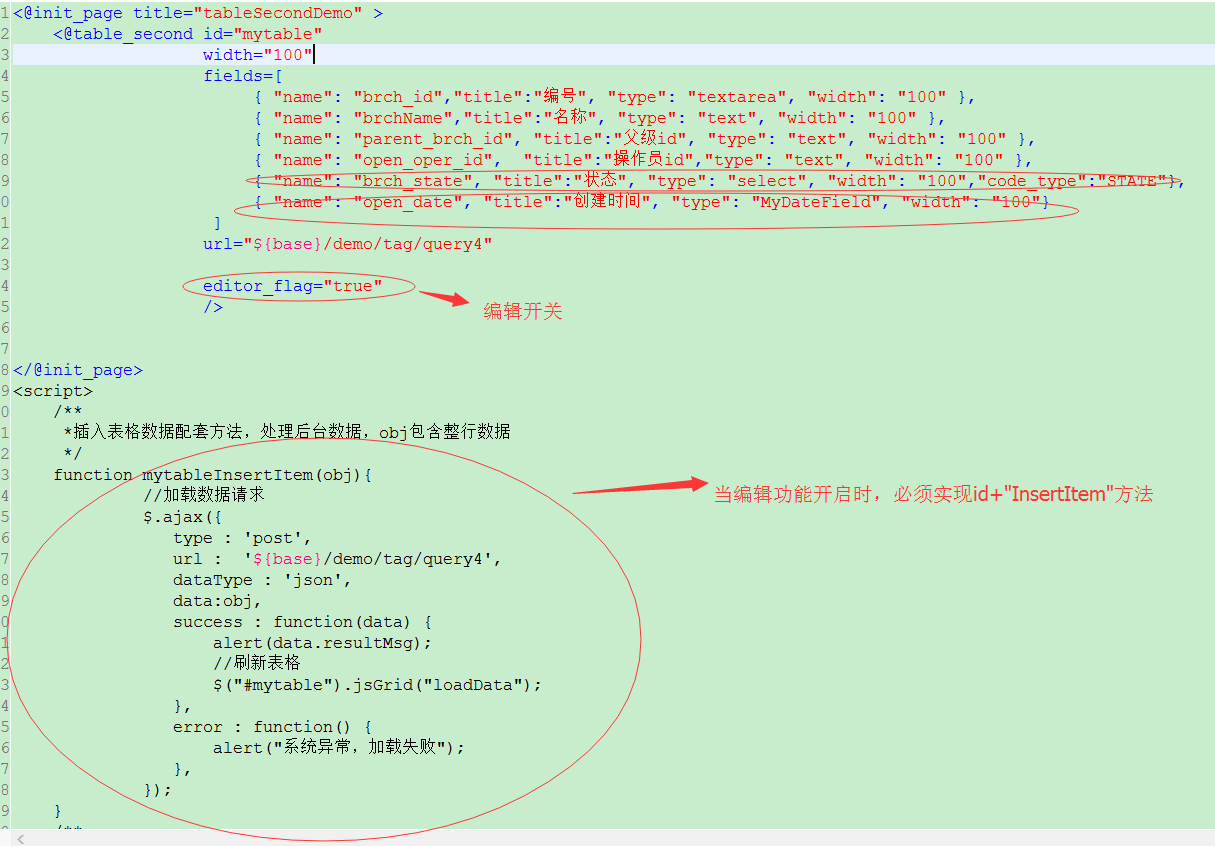 1<@init_page title="tableSecondDemo" >
2    <@table_second id="mytable"
3                   width="100"
4                   fields=[
5                        { "name": "brch_id","title":"编号", "type": "textarea", "width": "100" },
6                        { "name": "brchName","title":"名称", "type": "text", "width": "100" },
7                        { "name": "parent_brch_id", "title":"父级id", "type": "text", "width": "100" },
8                        { "name": "open_oper_id",  "title":"操作员id","type": "text", "width": "100" },
9                        { "name": "brch_state", "title":"状态", "type": "select", "width": "100","code_type":"STATE"},
0                        { "name": "open_date", "title":"创建时间", "type": "MyDateField", "width": "100"}
1                    ]
2                   url="${base}/demo/tag/query4"
3
4                   editor_flag="true"
5                   />
编辑开关
6
7
8</@init_page>
9<script>
0    /**
1     *插入表格数据配套方法，处理后台数据，obj包含整行数据
2     */
3    function mytableInsertItem(obj){
4             //加载数据请求
当编辑功能开启时，必须实现id+"InsertItem"方法
5             $.ajax({
6                type : 'post',
7                url :  '${base}/demo/tag/query4',
8                dataType : 'json',
9                data:obj,
0                success : function(data) {
1                    alert(data.resultMsg);
2                    //刷新表格
3                    $("#mytable").jsGrid("loadData");
4                },
5                error : function() {
6                    alert("系统异常，加载失败");
7                },
8             });
9    }
/**